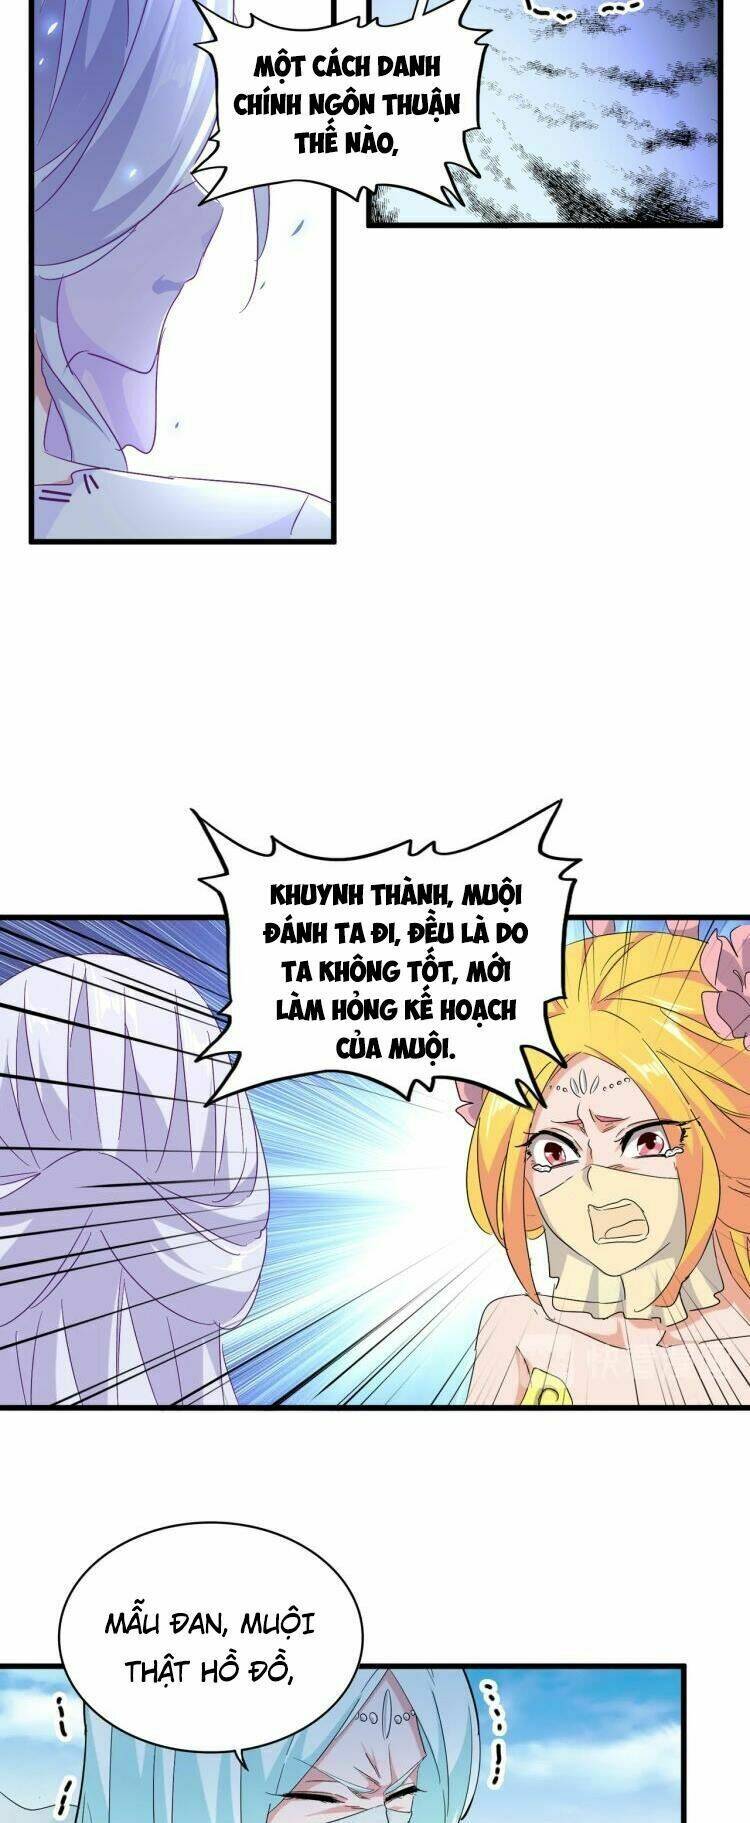 MỘT CÁCH DANH
CHÍNH NGÔN THUẬN
THẾ NÀO,
KHUYNH THÀNH, MUỘI
ĐÁNH TA ĐI, ĐỀU LÀ DO
TA KHÔNG TỐT, MỚI
LÀM HỎNG KẾ HOẠCH
CỦA MUỘI.
MẪU ĐAN, MUỘI
THẬT HỒ ĐỒ,